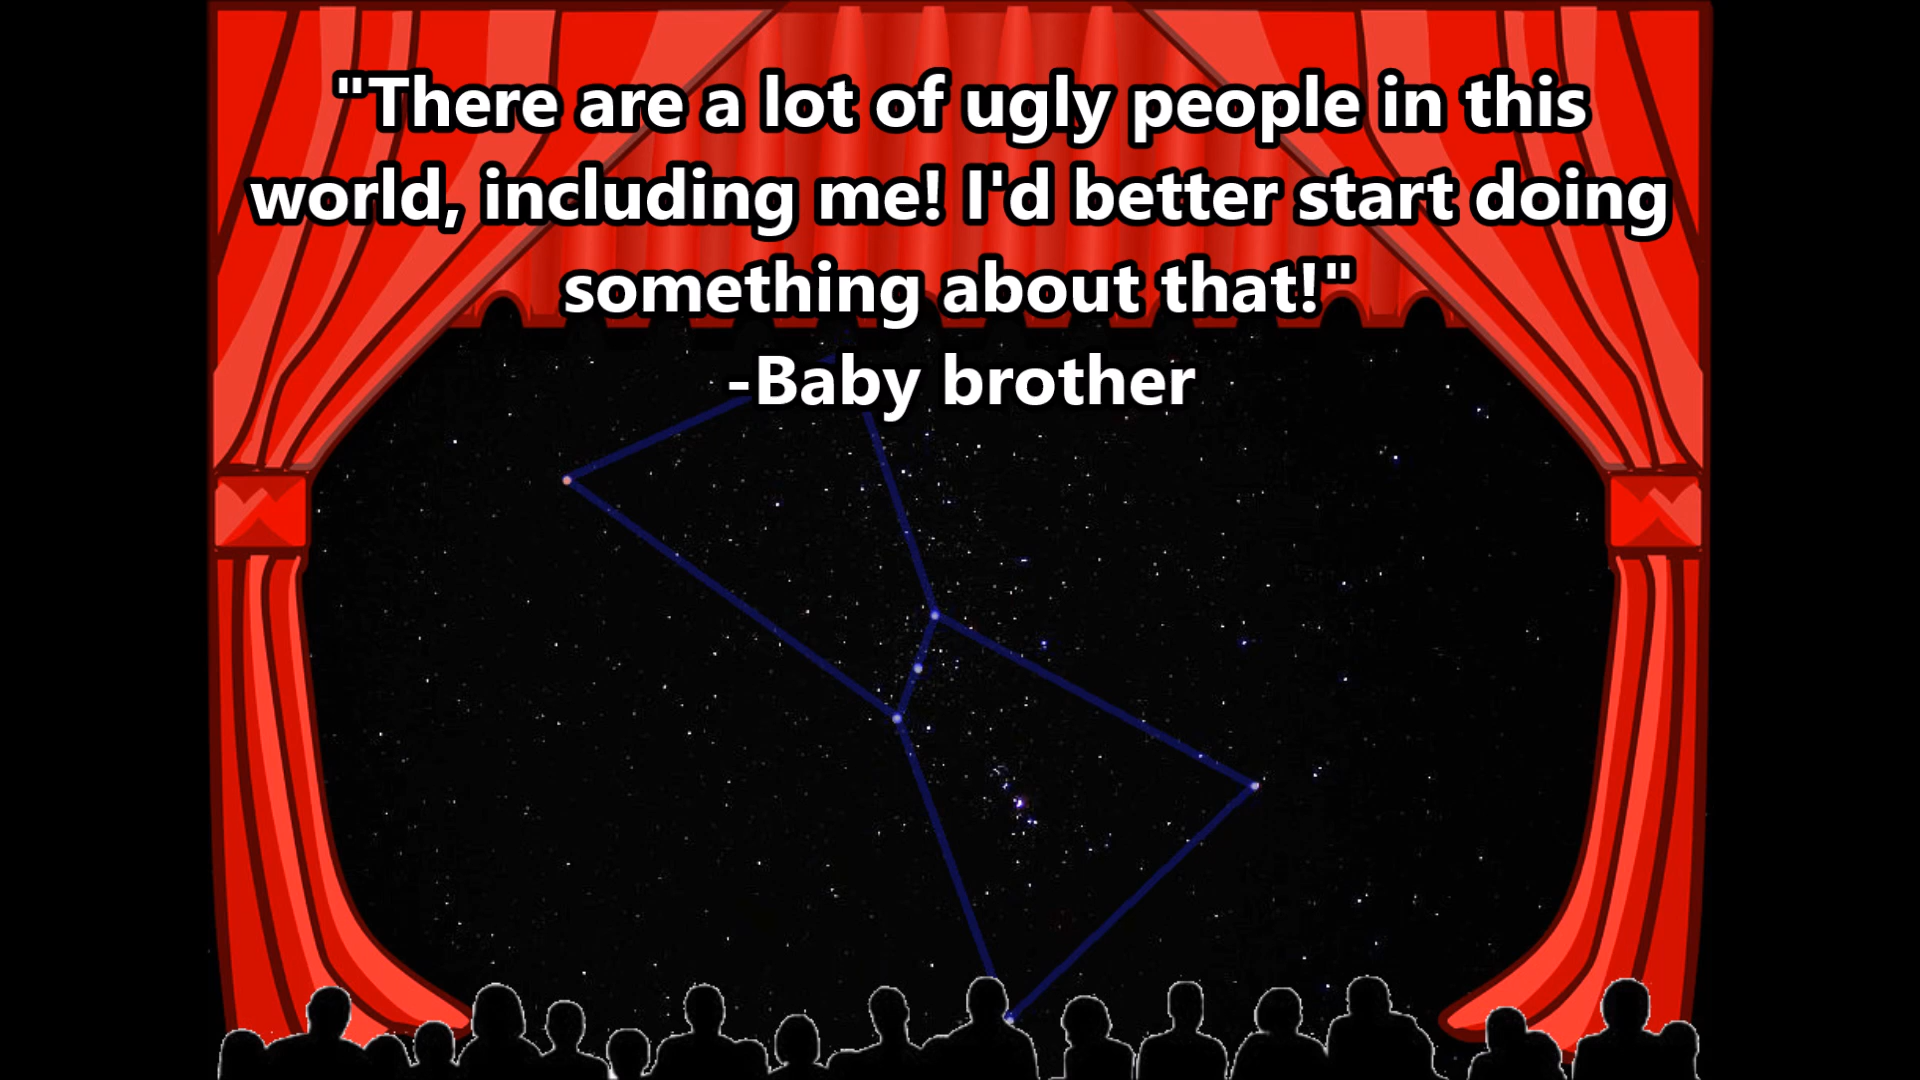 "There are a lot of ugly people in this
world, including me! I'd better start doing
something about that!"
-Baby brother